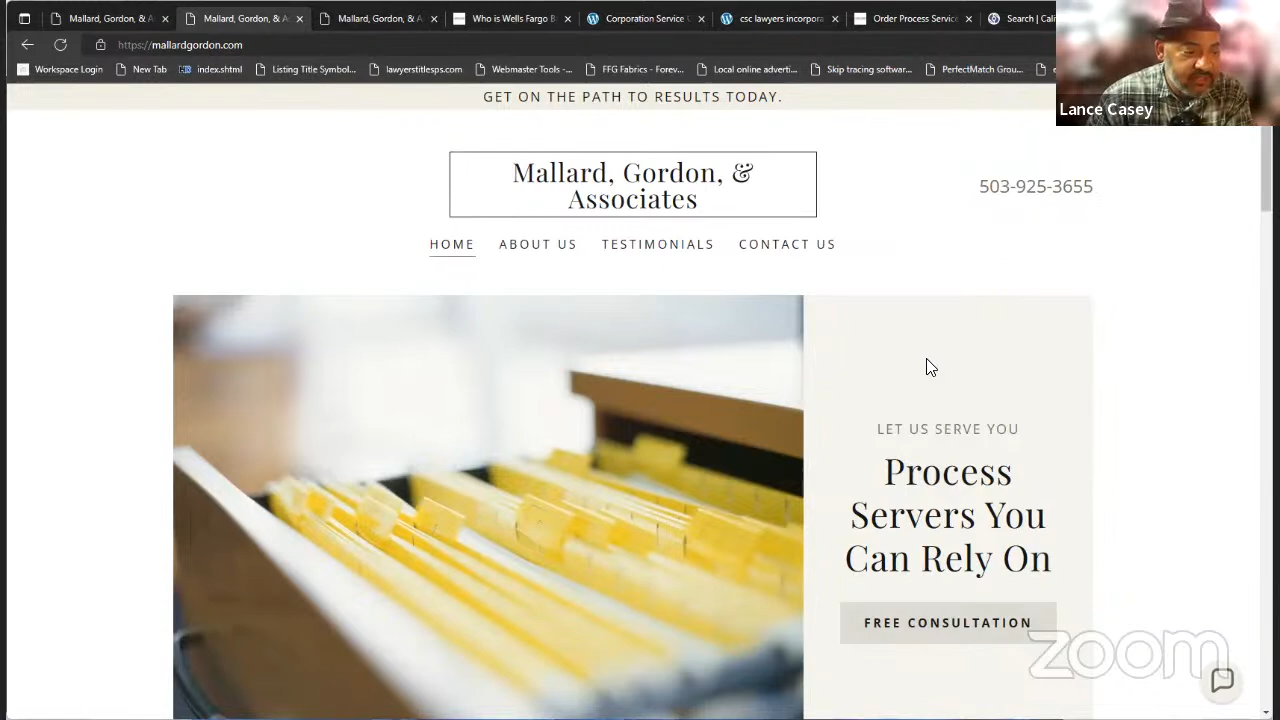 Mallard, Gordon, & A
Mallard, Gordon, & A
Mallard, Gordon, & A
Who is Wells Fargo B
Corporation Service C
csc lawyers incorpora
Order Process Service
Search | Cali
https://mallardgordon.com
Workspace Login
New Tab
index.shtml
Listing Title Symbol...
lawyerstitlesps.com
Webmaster Tools -...
FFG Fabrics - Forev...
Local online adverti...
Skip tracing softwar...
PerfectMatch Grou...
Lance Casey
GET ON THE PATH TO RESULTS TODAY.
Mallard, Gordon, &
Associates
503-925-3655
HOME ABOUT US TESTIMONIALS CONTACT US
LET US SERVE YOU
Process
Servers You
Can Rely On
FREE CONSULTATION
zoom